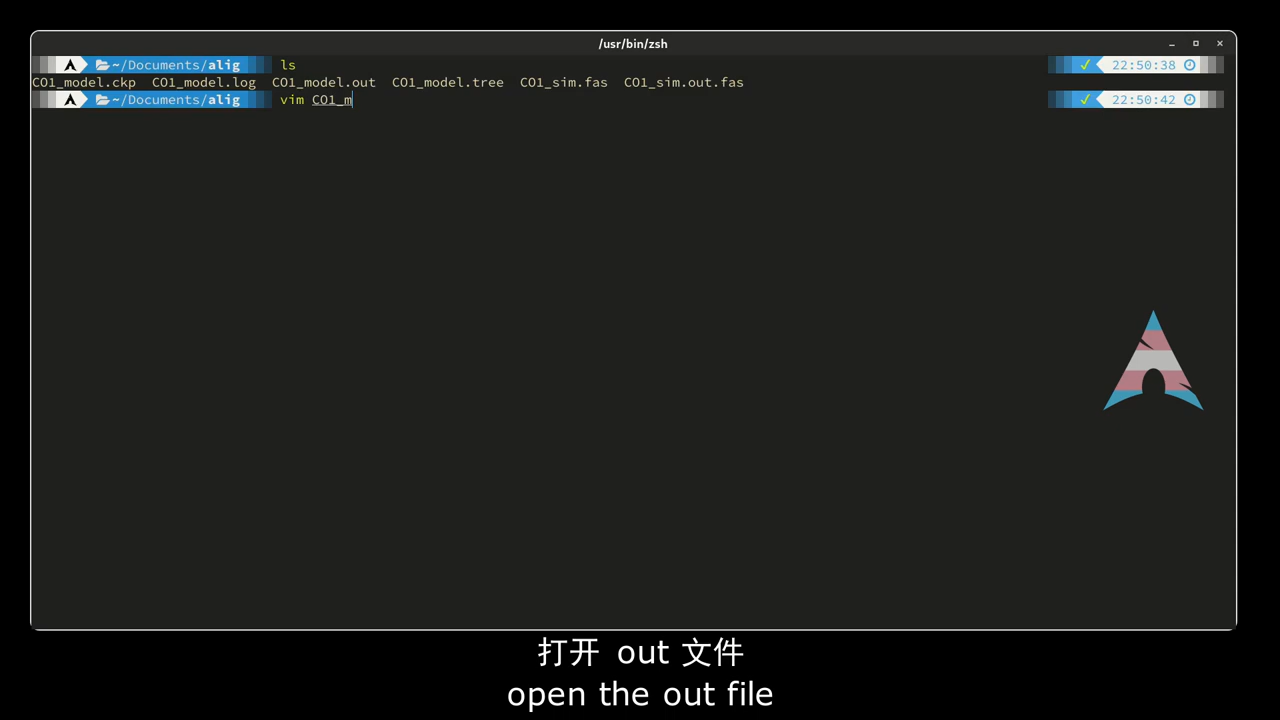 /usr/bin/zsh
~/Documents/alig ls ✓ 22:50:38
CO1_model.ckp CO1_model.log CO1_model.out CO1_model.tree CO1_sim.fas CO1_sim.out.fas
~/Documents/alig vim CO1_m ✓ 22:50:42
打开 out 文件
open the out file